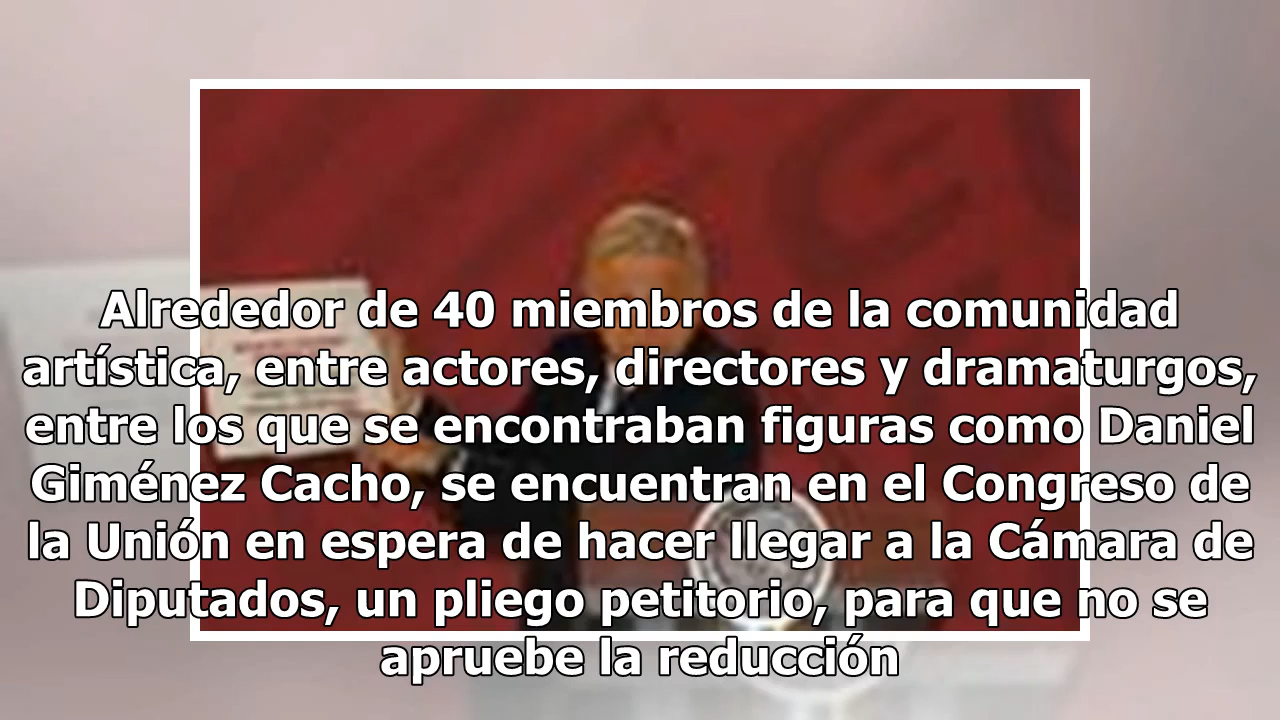 Alrededor de 40 miembros de la comunidad
artística, entre actores, directores y dramaturgos,
entre los que se encontraban figuras como Daniel
Giménez Cacho, se encuentran en el Congreso de
la Unión en espera de hacer llegar a la Cámara de
Diputados, un pliego petitorio, para que no se
apruebe la reducción